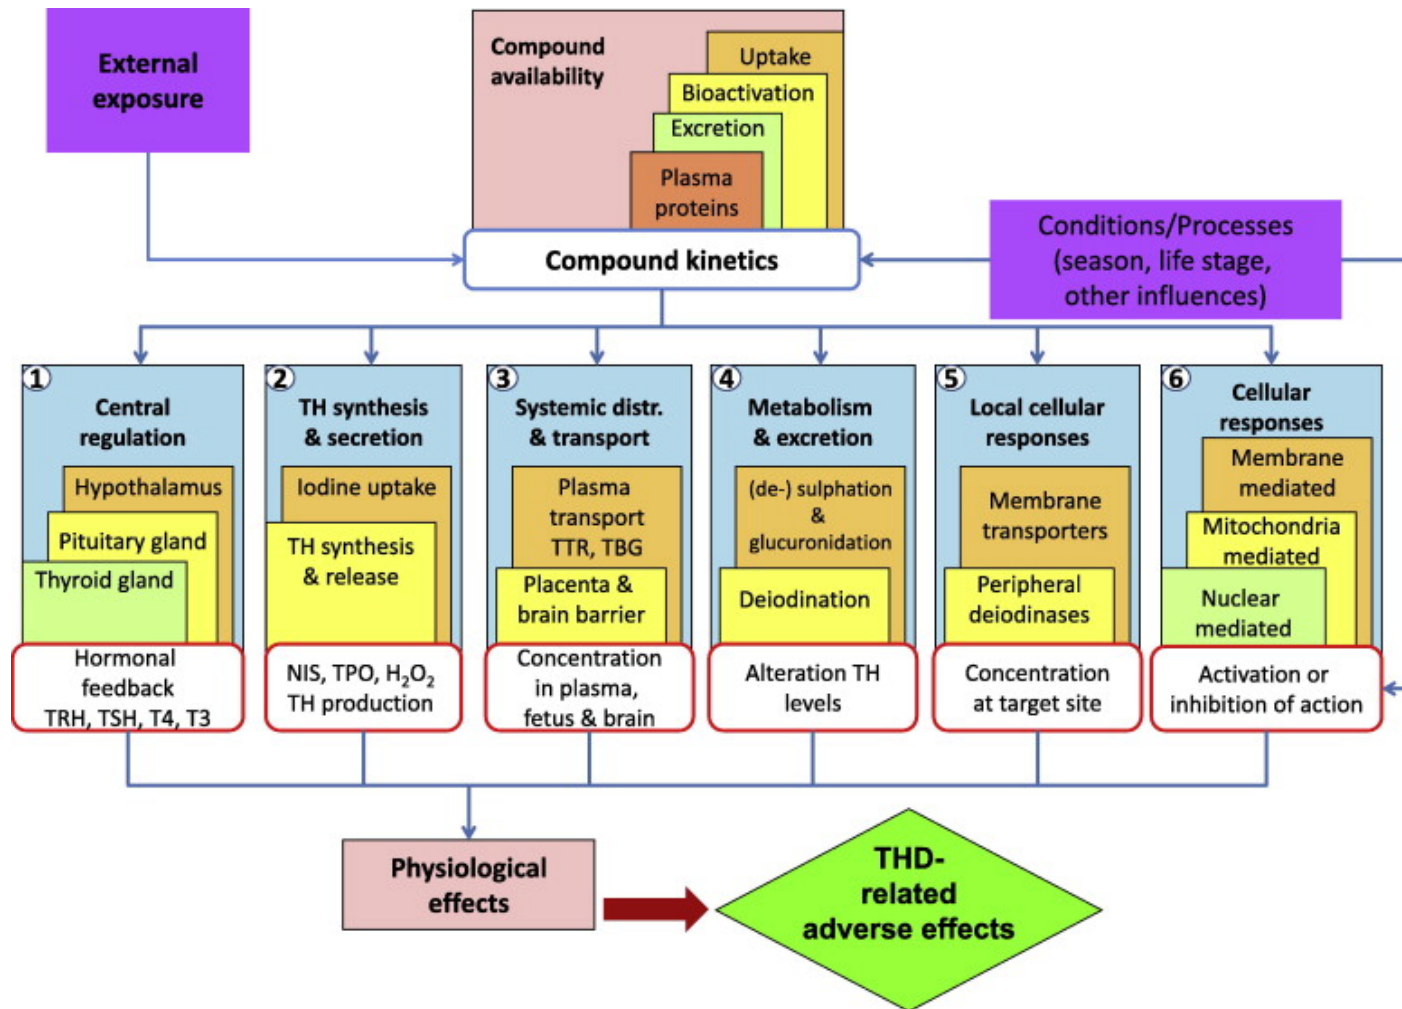 External
exposure
Compound
availability
Uptake
Bioactivation
Excretion
Plasma
proteins
Compound kinetics
Conditions/Processes
(season, life stage,
other influences)
1
Central
regulation
Hypothalamus
Pituitary gland
Thyroid gland
Hormonal
feedback
TRH, TSH, T4, T3
2
TH synthesis
& secretion
Iodine uptake
TH synthesis
& release
NIS, TPO, H₂O₂
TH production
3
Systemic distr.
& transport
Plasma
transport
TTR, TBG
Placenta &
brain barrier
Concentration
in plasma,
fetus & brain
4
Metabolism
& excretion
(de-) sulphation
&
glucuronidation
Deiodination
Alteration TH
levels
5
Local cellular
responses
Membrane
transporters
Peripheral
deiodinases
Concentration
at target site
6
Cellular
responses
Membrane
mediated
Mitochondria
mediated
Nuclear
mediated
Activation or
inhibition of action
Physiological
effects
THD-
related
adverse effects